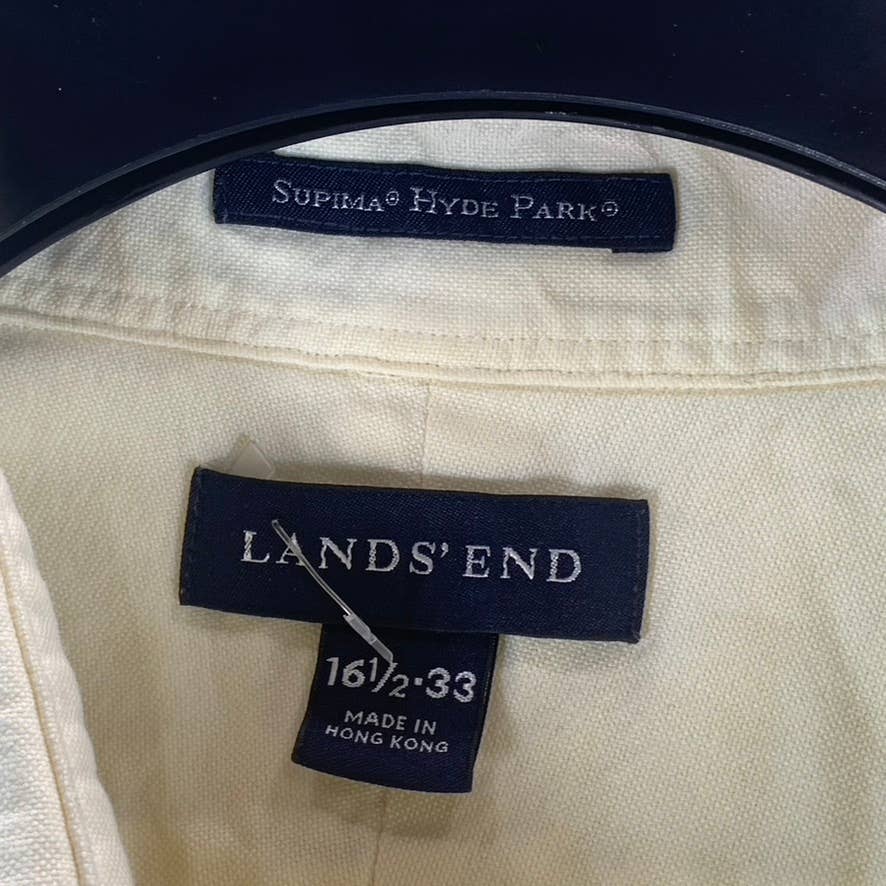 SUPIMA® HYDE PARK®
LANDS' END
16½·33
MADE IN
HONG KONG